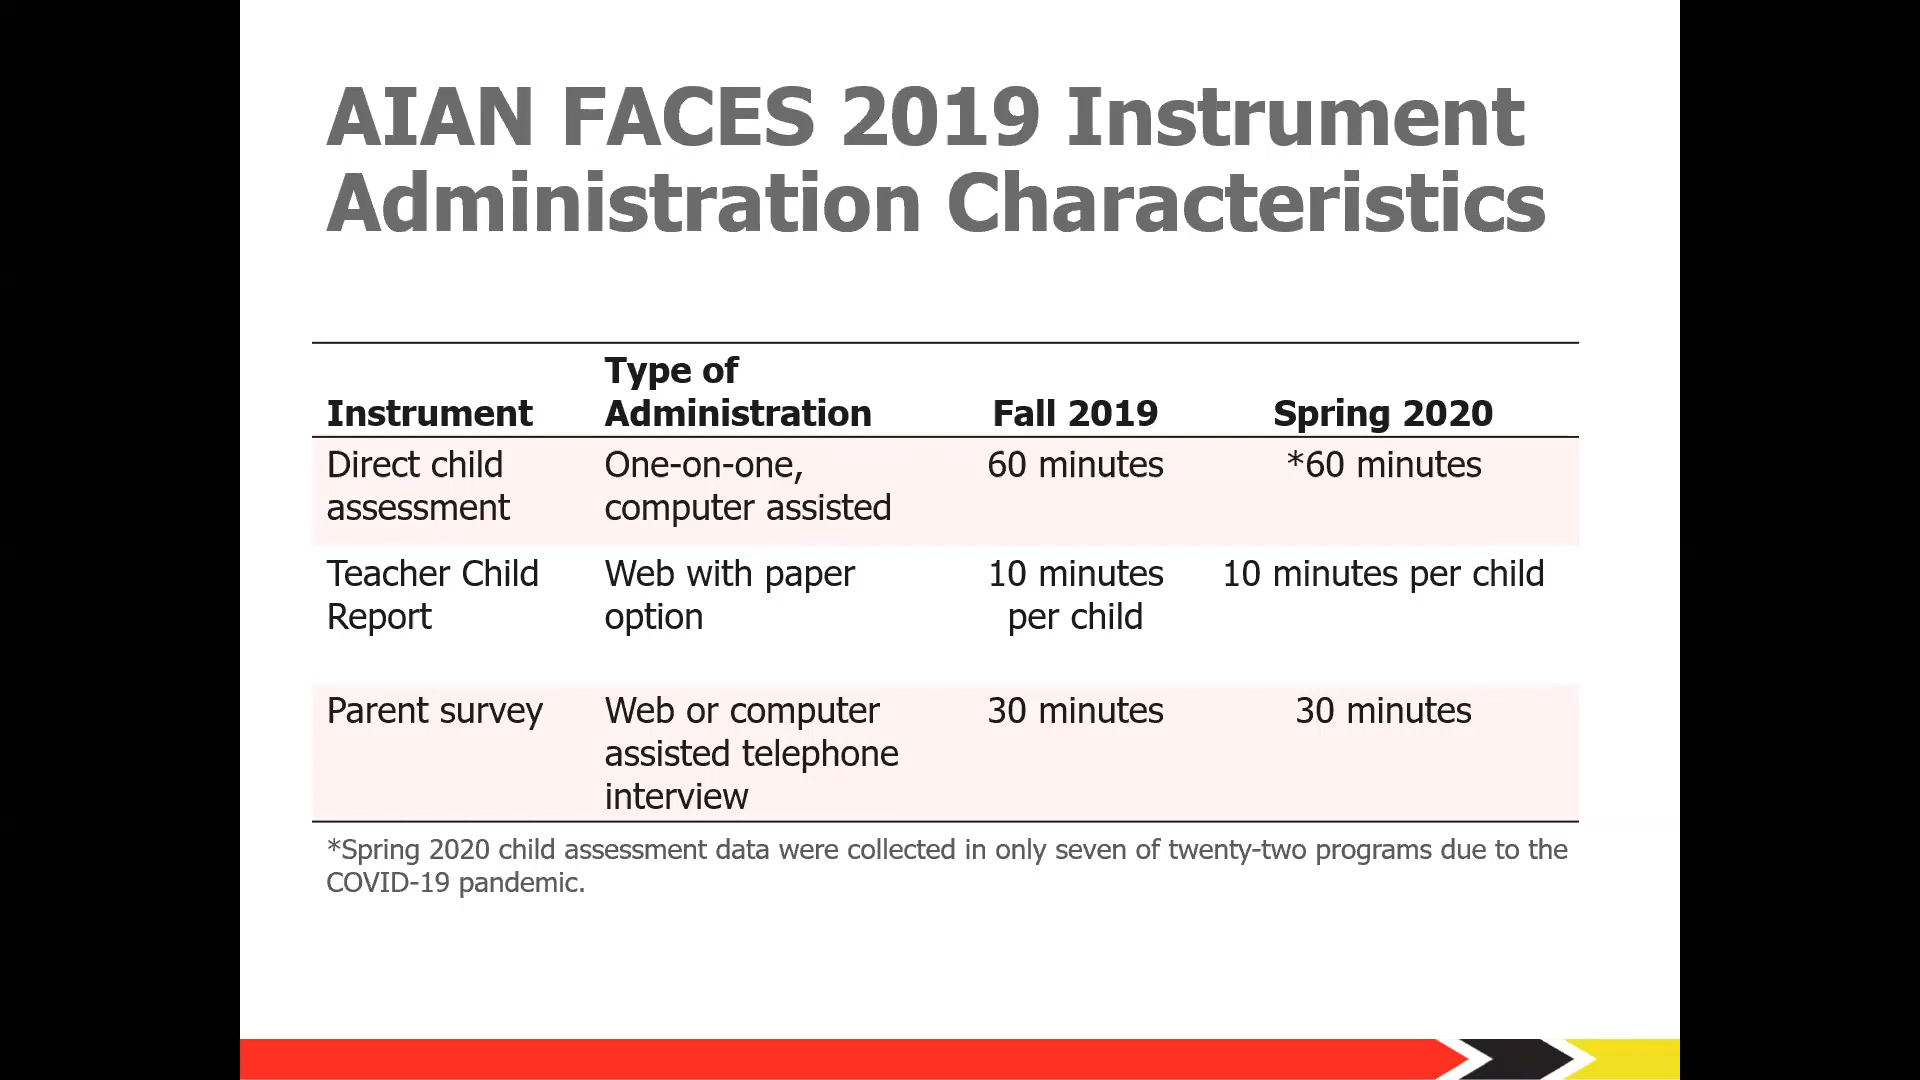 AIAN FACES 2019 Instrument
Administration Characteristics
Instrument Type of Administration Fall 2019 Spring 2020
Direct child One-on-one, 60 minutes *60 minutes
assessment computer assisted
Teacher Child Web with paper 10 minutes 10 minutes per child
Report option per child
Parent survey Web or computer 30 minutes 30 minutes
assisted telephone
interview
*Spring 2020 child assessment data were collected in only seven of twenty-two programs due to the
COVID-19 pandemic.